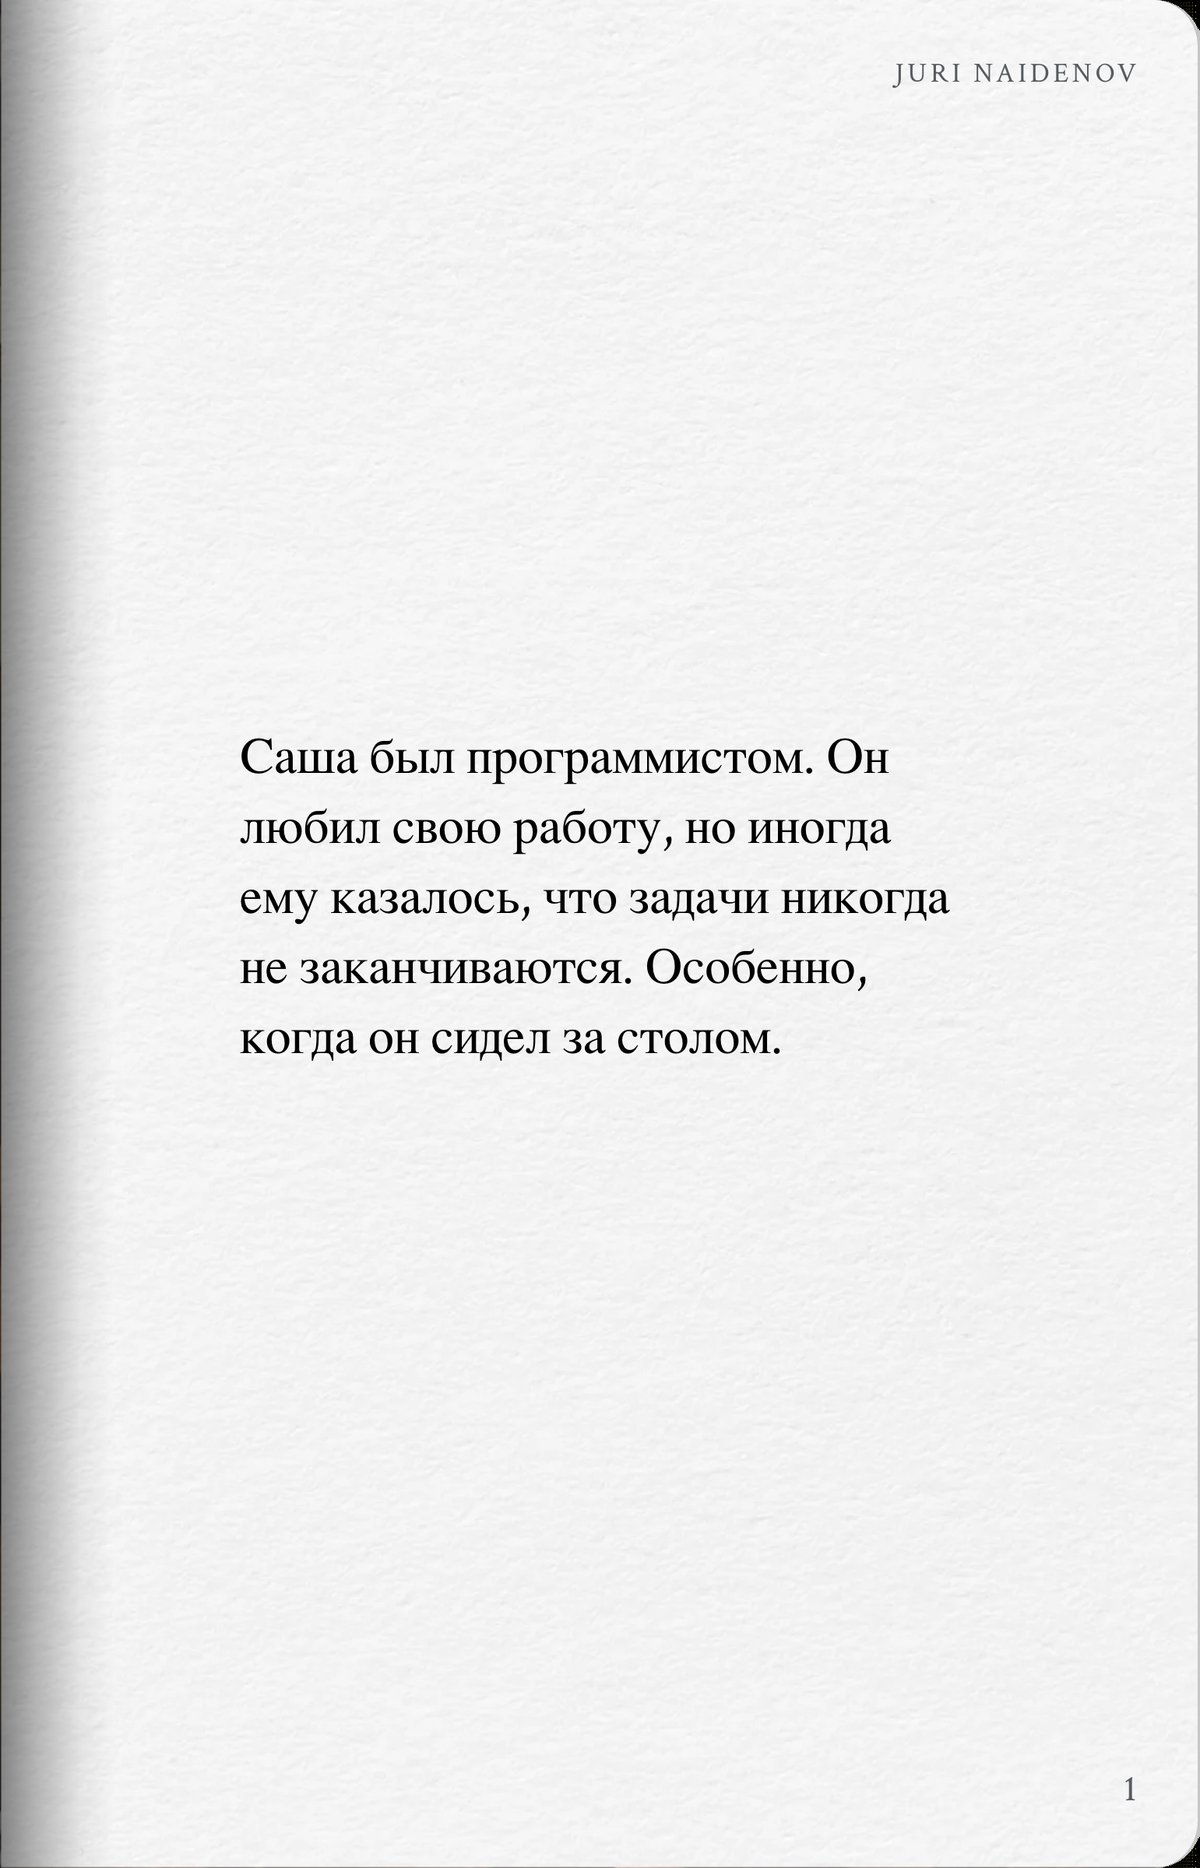 JURI NAIDENOV
Саша был программистом. Он
любил свою работу, но иногда
ему казалось, что задачи никогда
не заканчиваются. Особенно,
когда он сидел за столом.
1